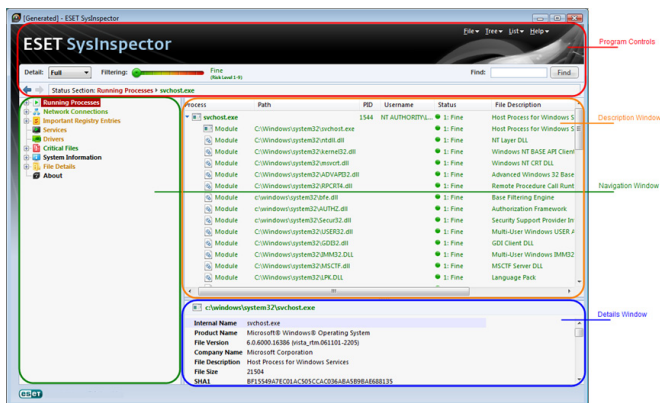 [Generated] - ESET SysInspector
ESET SysInspector
File Tree List Help
Program Controls
Detail: Full Filtering: Fine (Risk Level 1-9) Find: Find
Status Section: Running Processes svchost.exe
Running Processes
Network Connections
Important Registry Entries
Services
Drivers
Critical Files
System Information
File Details
About
Process Path PID Username Status File Description
svchost.exe 1544 NT AUTHORITY\L... 1: Fine Host Process for Windows S
Module C:\Windows\system32\svchost.exe 1: Fine Host Process for Windows S
Module C:\Windows\system32\ntdll.dll 1: Fine NT Layer DLL
Module C:\Windows\system32\kernel32.dll 1: Fine Windows NT BASE API Client
Module C:\Windows\system32\msvcrt.dll 1: Fine Windows NT CRT DLL
Module C:\Windows\system32\ADVAPI32.dll 1: Fine Advanced Windows 32 Base
Module C:\Windows\system32\RPCRT4.dll 1: Fine Remote Procedure Call Runt
Module c:\windows\system32\bfe.dll 1: Fine Base Filtering Engine
Module c:\Windows\system32\AUTHZ.dll 1: Fine Authorization Framework
Module C:\Windows\system32\Secur32.dll 1: Fine Security Support Provider In
Module C:\Windows\system32\USER32.dll 1: Fine Multi-User Windows USER A
Module C:\Windows\system32\GDI32.dll 1: Fine GDI Client DLL
Module C:\Windows\system32\IMM32.DLL 1: Fine Multi-User Windows IMM32
Module C:\Windows\system32\MSCTF.dll 1: Fine MSCTF Server DLL
Module C:\Windows\system32\LPK.DLL 1: Fine Language Pack
Description Window
Navigation Window
c:\windows\system32\svchost.exe
Details Window
Internal Name svchost.exe
Product Name Microsoft® Windows® Operating System
File Version 6.0.6000.16386 (vista_rtm.061101-2205)
Company Name Microsoft Corporation
File Description Host Process for Windows Services
File Size 21504
SHA1
eset